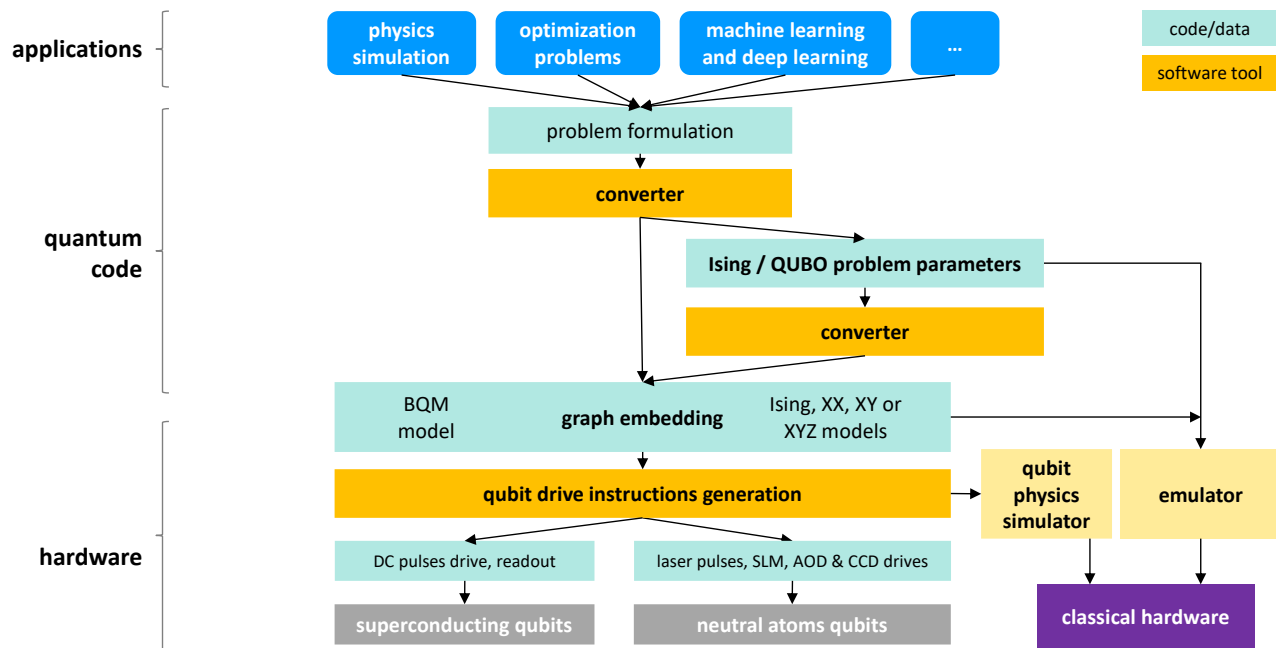 applications
physics
simulation
optimization
problems
machine learning
and deep learning
...
code/data
software tool
problem formulation
converter
quantum
code
Ising / QUBO problem parameters
converter
BQM
model
graph embedding
Ising, XX, XY or
XYZ models
qubit drive instructions generation
qubit
physics
simulator
emulator
hardware
DC pulses drive, readout
laser pulses, SLM, AOD & CCD drives
superconducting qubits
neutral atoms qubits
classical hardware